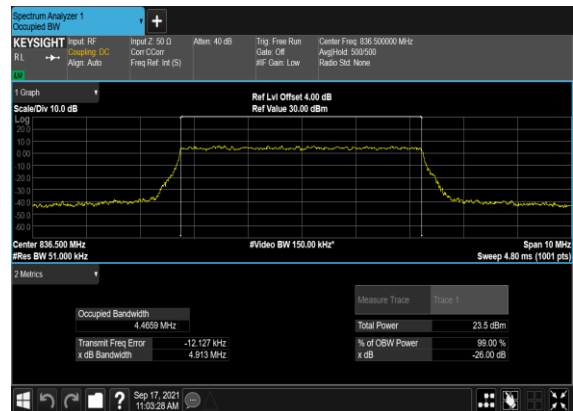 Spectrum Analyzer 1
Occupied BW
+
KEYSIGHT Input: RF Input Z: 50 Ω Atten: 40 dB Trig: Free Run Center Freq: 836.500000 MHz
RL Coupling: DC Corr CCorr Gate: Off Avg|Hold: 500/500
Align: Auto Freq Ref: Int (S) #IF Gain: Low Radio Std: None
LW
1 Graph Ref Lvl Offset 4.00 dB
Scale/Div 10.0 dB Ref Value 30.00 dBm
Log
20.0
10.0
0.00
-10.0
-20.0
-30.0
-40.0
-50.0
-60.0
Center 836.500 MHz #Video BW 150.00 kHz* Span 10 MHz
#Res BW 51.000 kHz Sweep 4.80 ms (1001 pts)
2 Metrics
Measure Trace Trace 1
Occupied Bandwidth
4.4659 MHz Total Power 23.5 dBm
Transmit Freq Error -12.127 kHz % of OBW Power 99.00 %
x dB Bandwidth 4.913 MHz x dB -26.00 dB
? Sep 17, 2021
11:03:28 AM